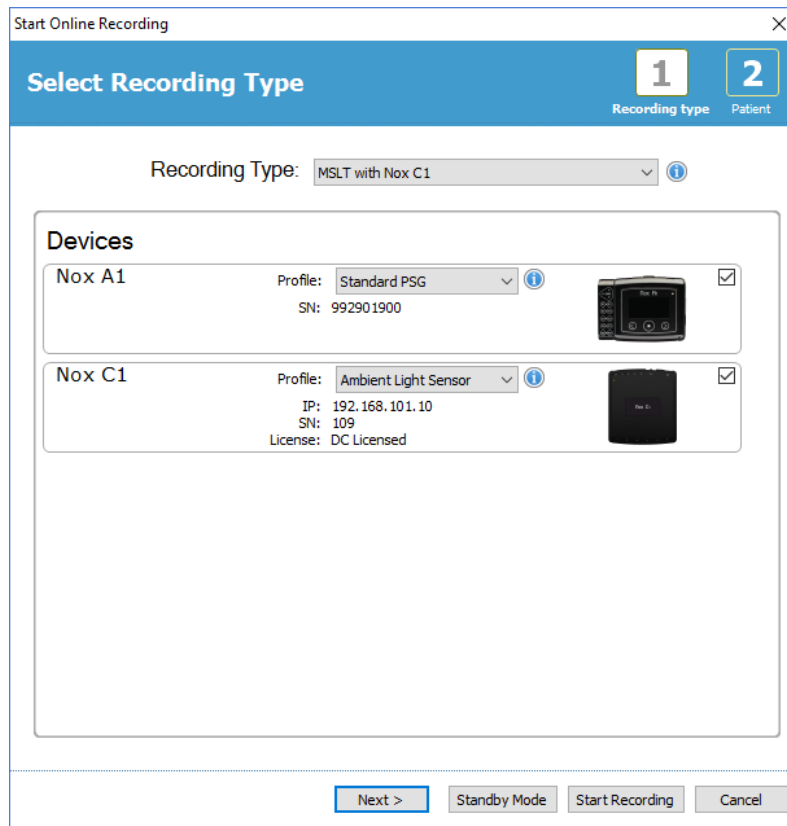 Start Online Recording
Select Recording Type
1
Recording type
2
Patient
Recording Type: MSLT with Nox C1
Devices
Nox A1
Profile: Standard PSG
SN: 992901900
Nox C1
Profile: Ambient Light Sensor
IP: 192.168.101.10
SN: 109
License: DC Licensed
Next > Standby Mode Start Recording Cancel